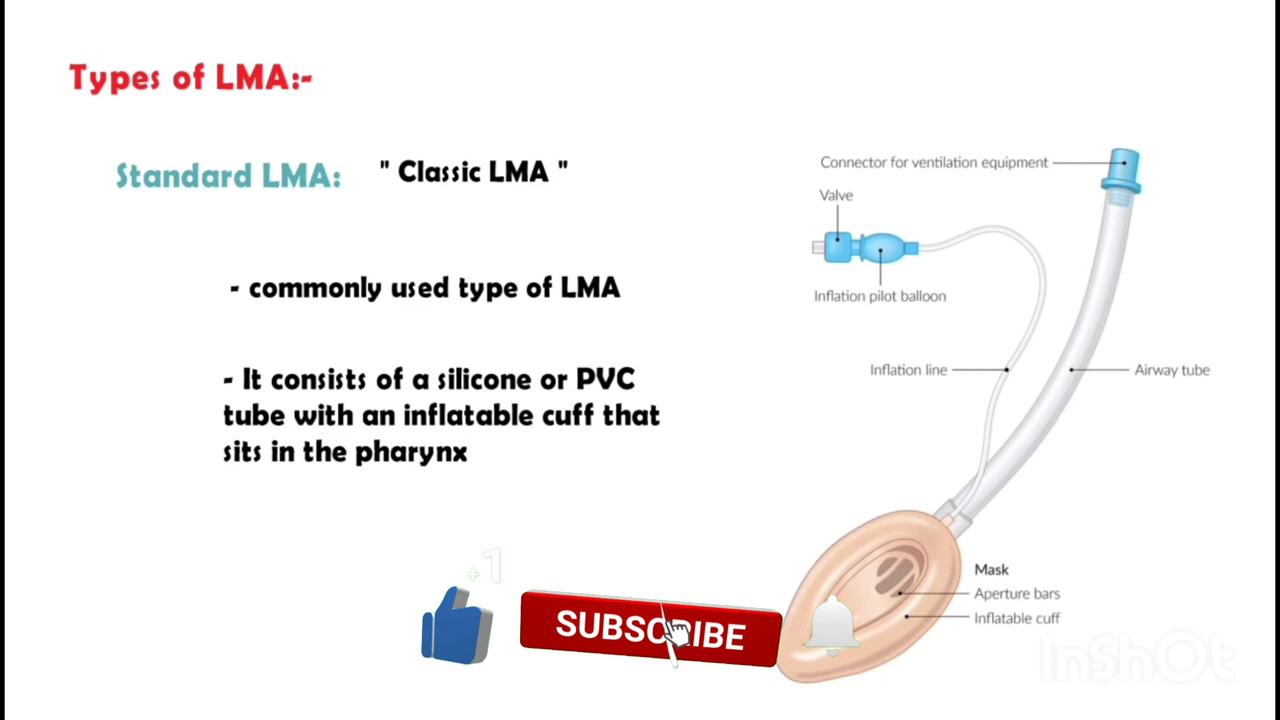 Types of LMA:-
Standard LMA: " Classic LMA "
- commonly used type of LMA
- It consists of a silicone or PVC
tube with an inflatable cuff that
sits in the pharynx
Connector for ventilation equipment
Valve
Inflation pilot balloon
Inflation line
Airway tube
Mask
Aperture bars
Inflatable cuff
+1
SUBSCRIBE
InShOt